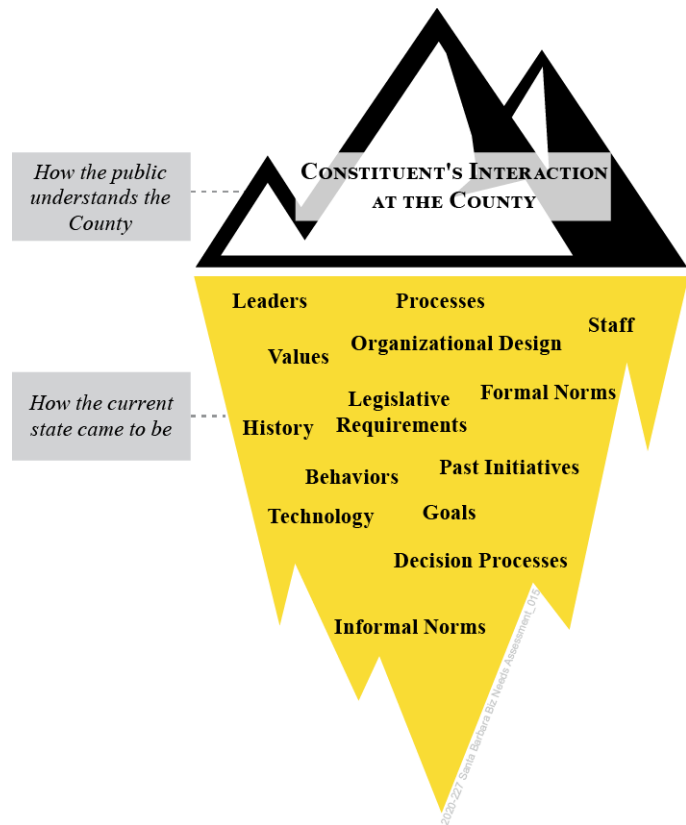 How the public
understands the
County
CONSTITUENT'S INTERACTION
AT THE COUNTY
Leaders
Processes
Staff
Organizational Design
Values
How the current
state came to be
Legislative
Requirements
Formal Norms
History
Behaviors
Past Initiatives
Technology
Goals
Decision Processes
Informal Norms
2020-227 Santa Barbara Biz Needs Assessment_015